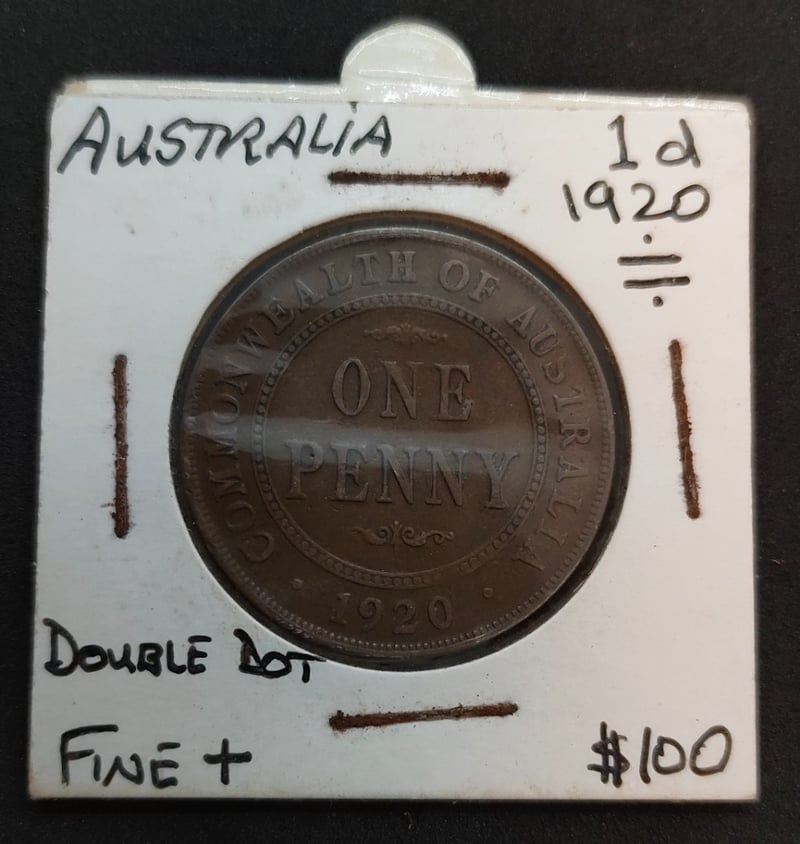 AUSTRALIA
1d
1920
COMMONWEALTH OF AUSTRALIA
ONE
PENNY
1920
DOUBLE DOT
FINE +
$100